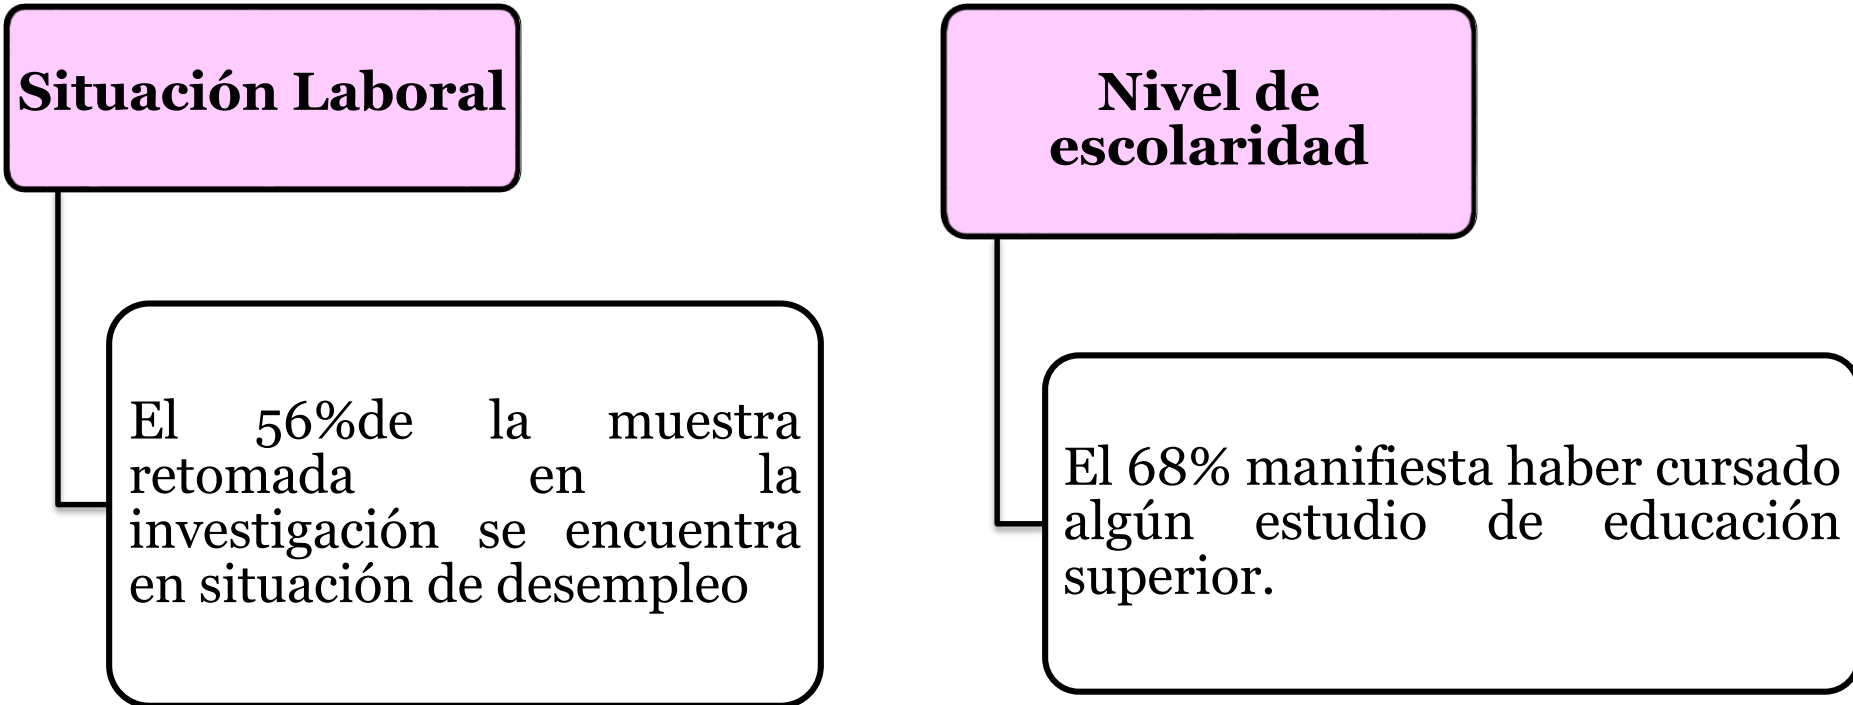 Situación Laboral
El 56%de la muestra
retomada en la
investigación se encuentra
en situación de desempleo
Nivel de
escolaridad
El 68% manifiesta haber cursado
algún estudio de educación
superior.